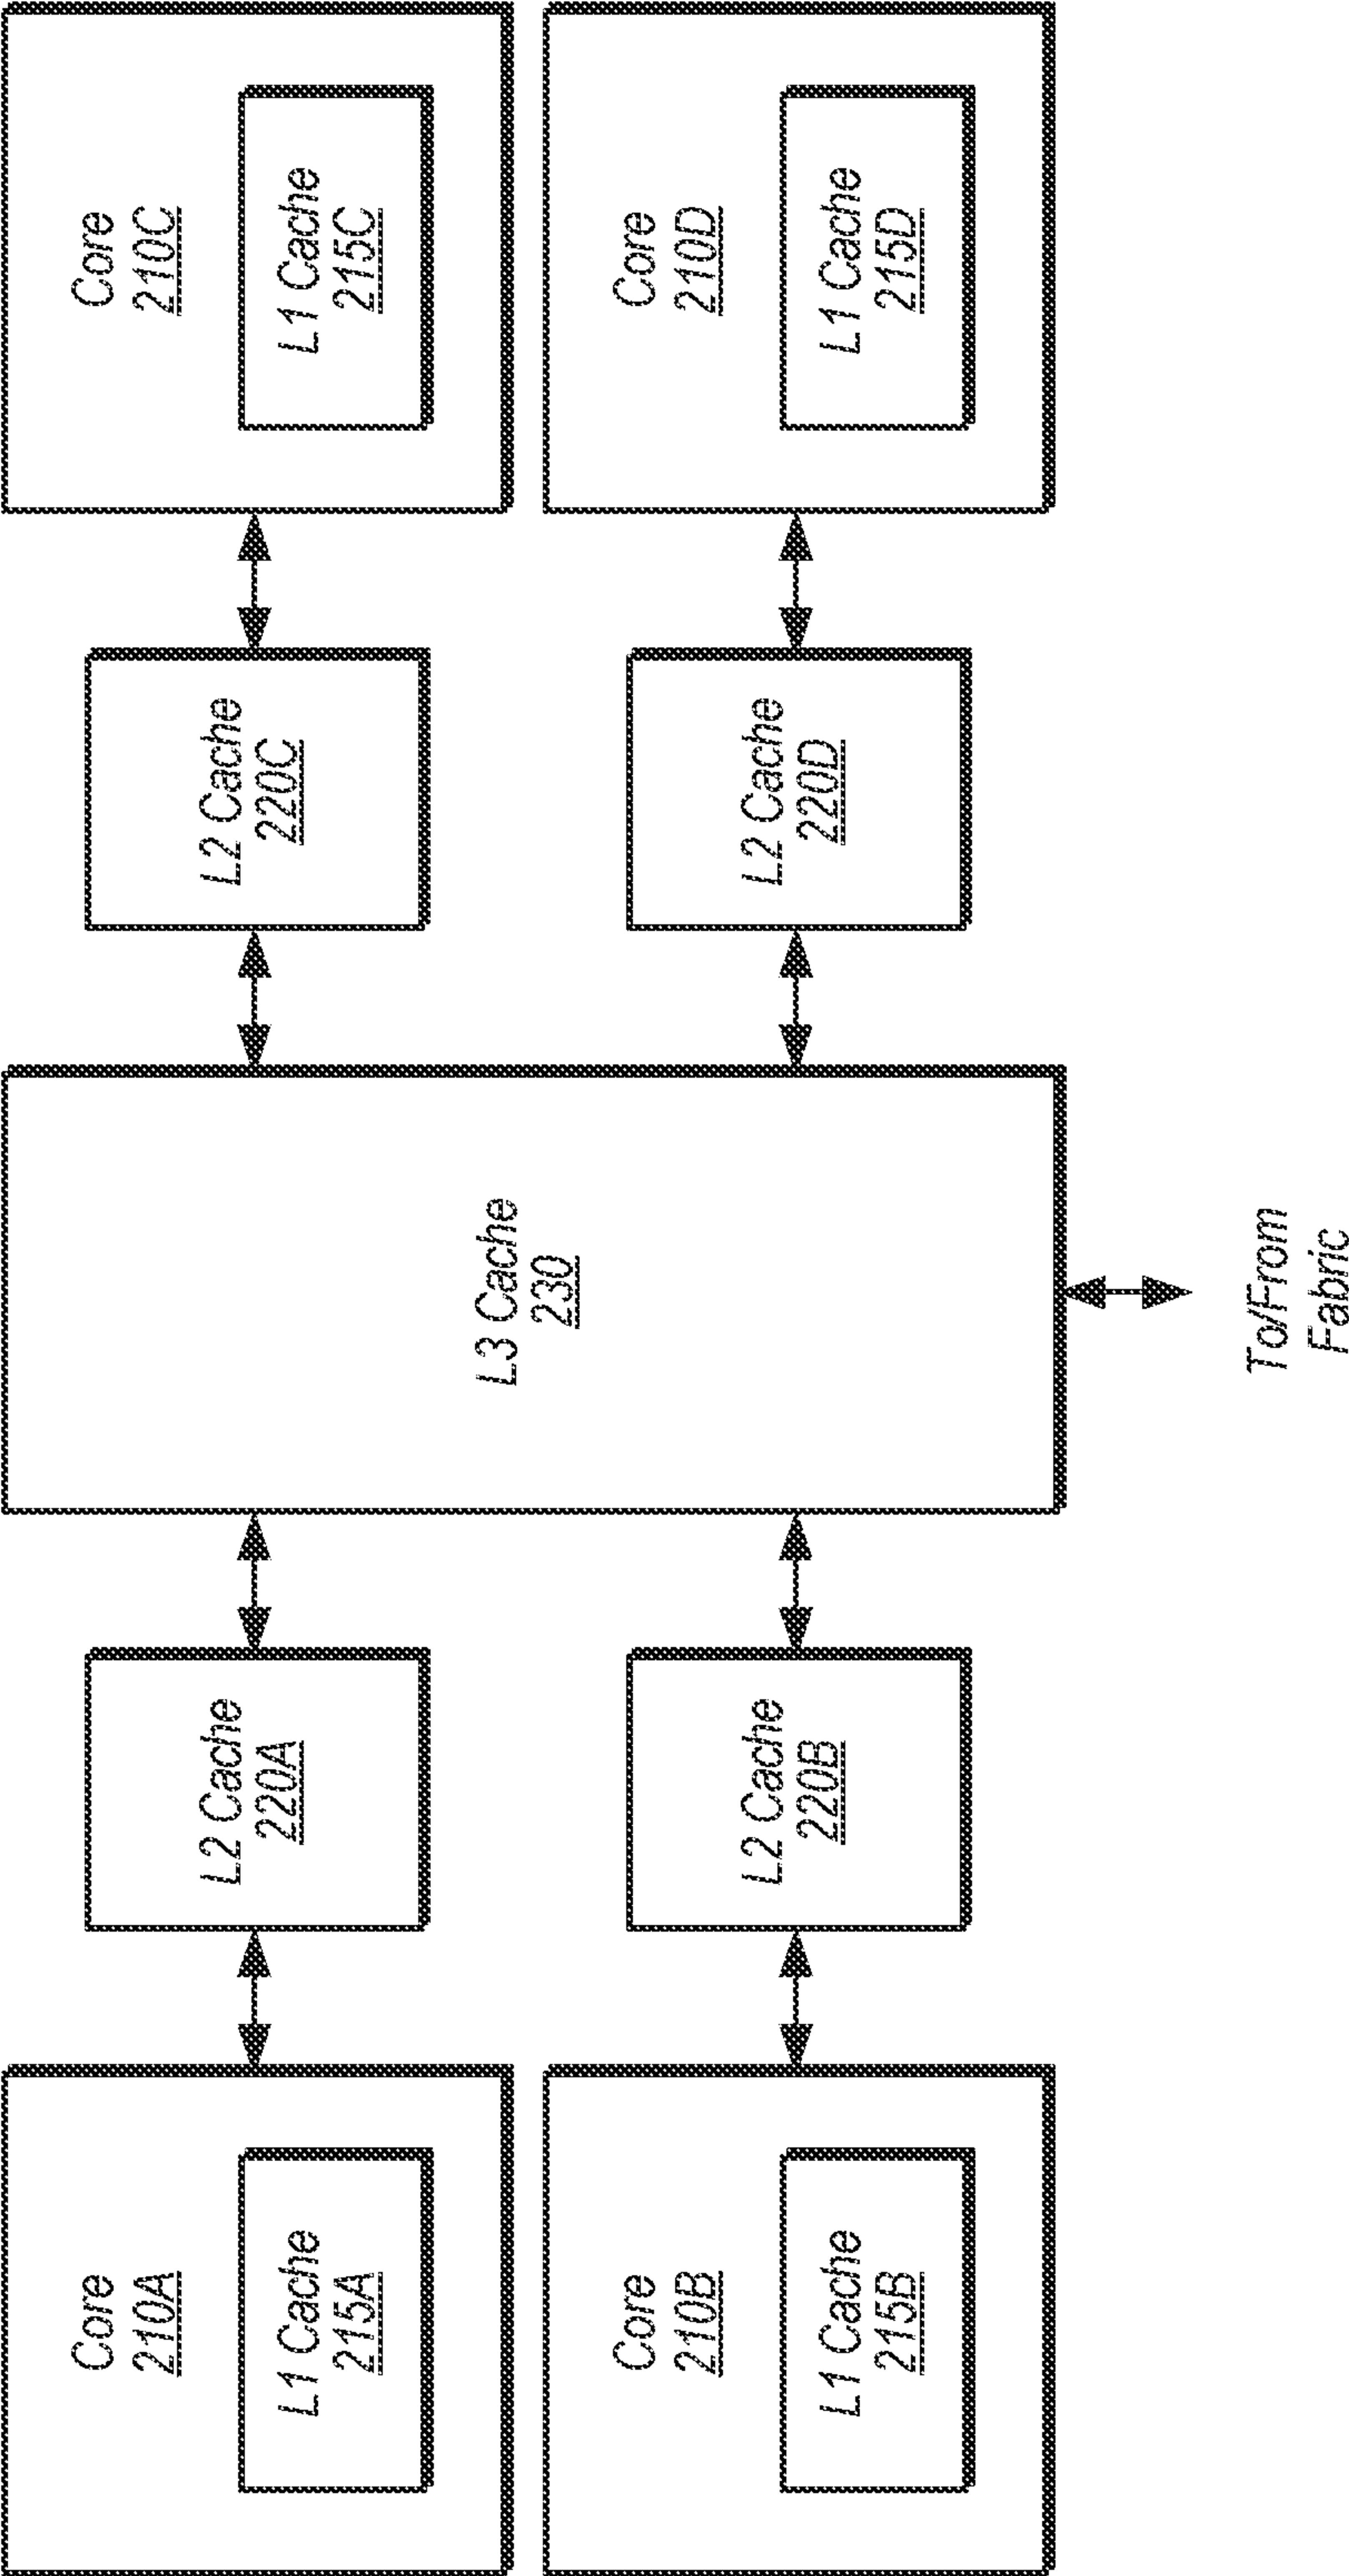 Core
210A
L1 Cache
215A
L2 Cache
220A
L3 Cache
230
L2 Cache
220C
Core
210C
L1 Cache
215C
Core
210B
L1 Cache
215B
L2 Cache
220B
L2 Cache
220D
Core
210D
L1 Cache
215D
To/From
Fabric